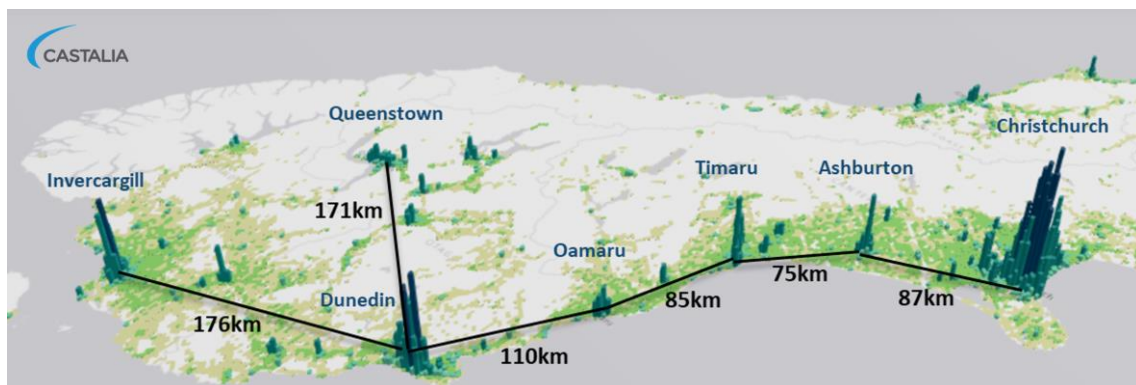 CASTALIA
Queenstown
Christchurch
Invercargill
Timaru
Ashburton
171km
Oamaru
Dunedin
176km
110km
85km
75km
87km